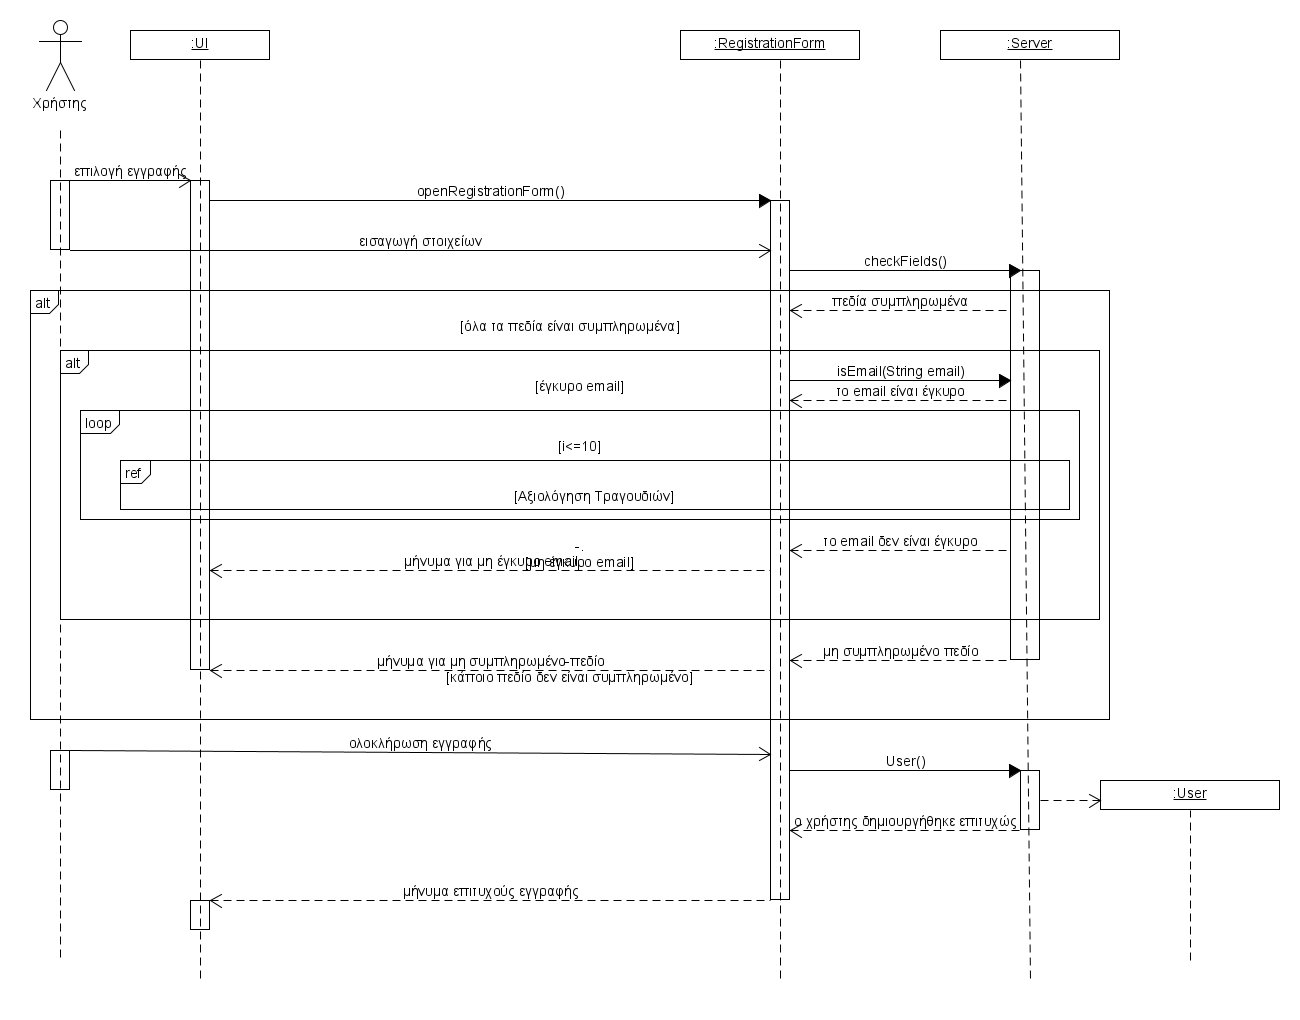 :UI
:RegistrationForm
:Server
Χρήστης
επιλογή εγγραφής
openRegistrationForm()
εισαγωγή στοιχείων
checkFields()
alt
πεδία συμπληρωμένα
[όλα τα πεδία είναι συμπληρωμένα]
alt
isEmail(String email)
[έγκυρο email]
το email είναι έγκυρο
loop
[i<=10]
ref
[Αξιολόγηση Τραγουδιών]
το email δεν είναι έγκυρο
μήνυμα για μη έγκυρο email
[μη έγκυρο email]
μη συμπληρωμένο πεδίο
μήνυμα για μη συμπληρωμένο πεδίο
[κάποιο πεδίο δεν είναι συμπληρωμένο]
ολοκλήρωση εγγραφής
User()
:User
ο χρήστης δημιουργήθηκε επιτυχώς
μήνυμα επιτυχούς εγγραφής